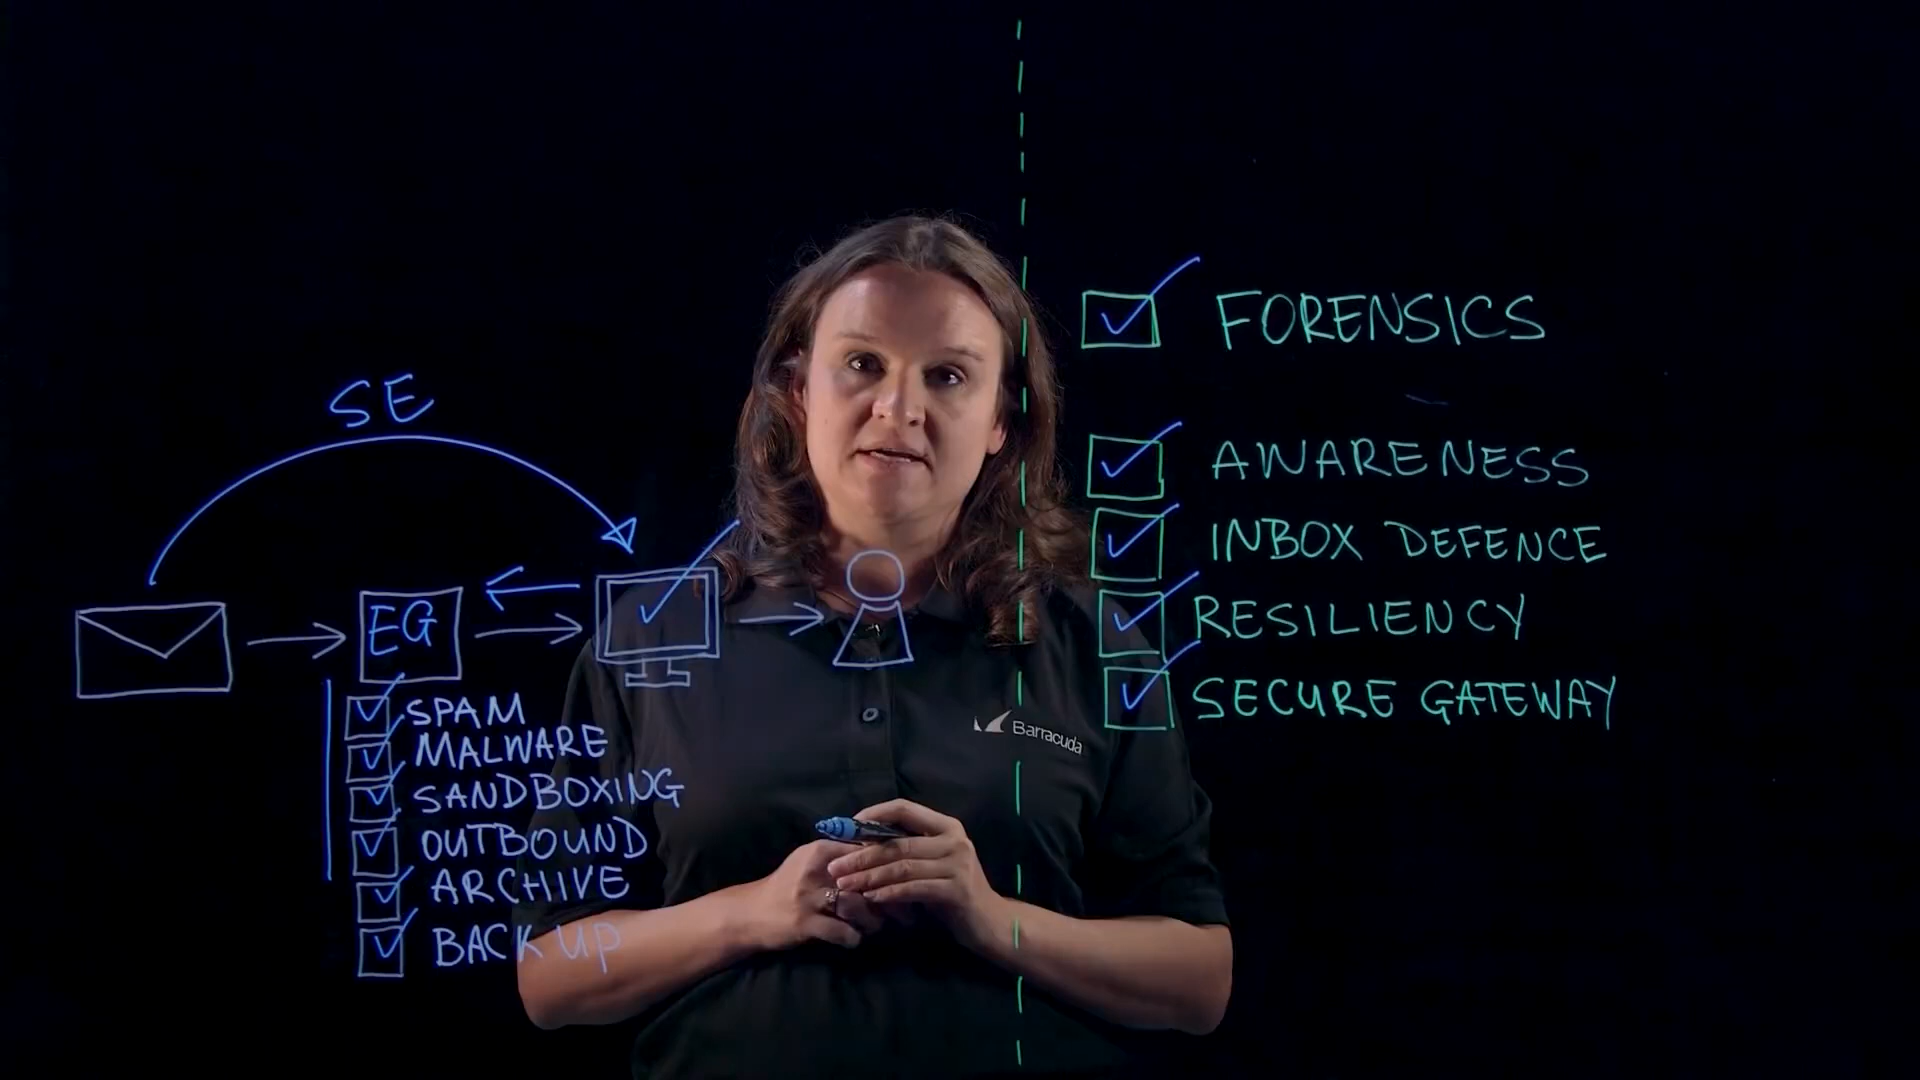 SE
EG
SPAM
MALWARE
SANDBOXING
OUTBOUND
ARCHIVE
BACK UP
Barracuda
FORENSICS
AWARENESS
INBOX DEFENCE
RESILIENCY
SECURE GATEWAY